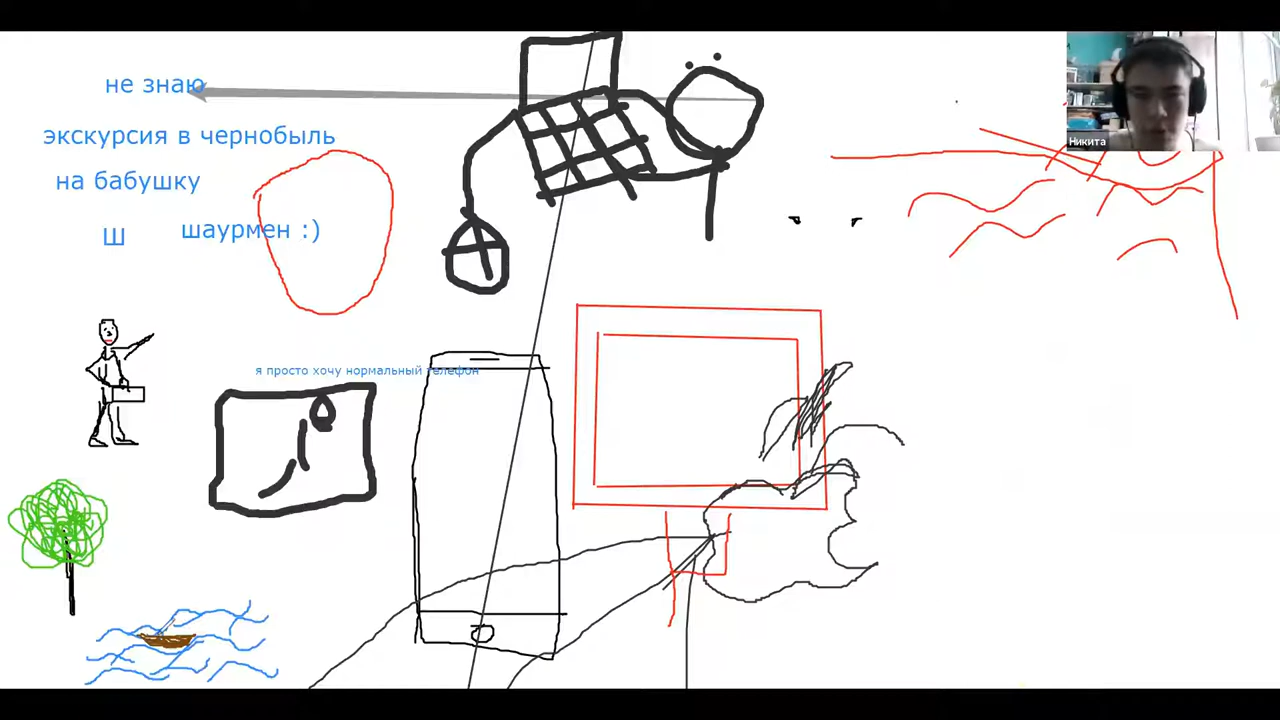 не знаю
экскурсия в чернобыль
на бабушку
ш
шаурмен :)
я просто хочу нормальный телефон
Никита